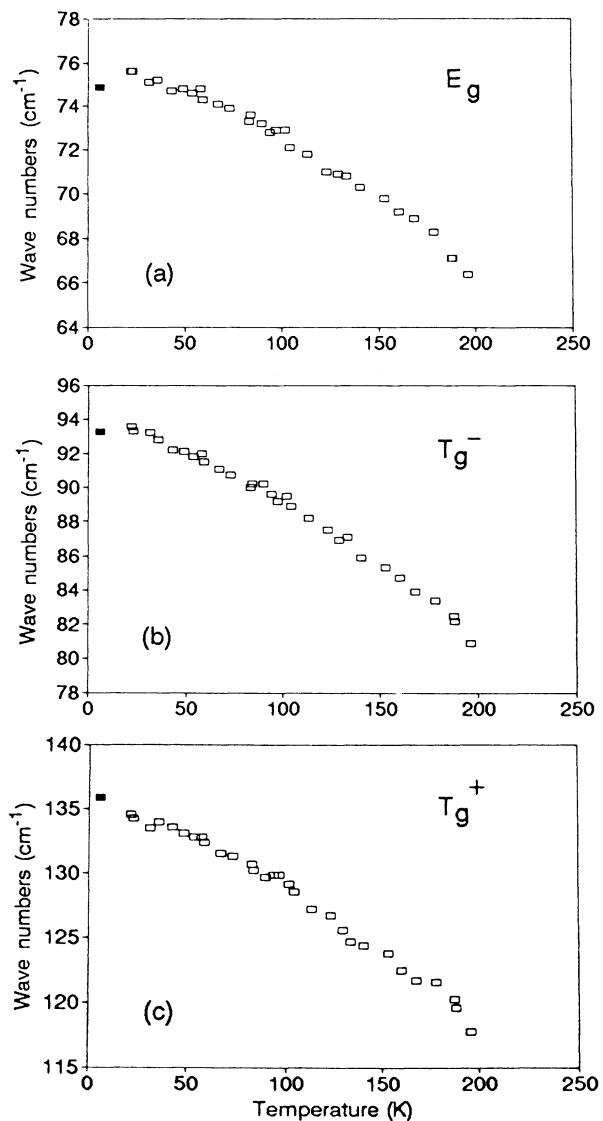 78
76
74
72
70
68
66
64
Wave numbers (cm-1)
Eg
(a)
0 50 100 150 200 250
96
94
92
90
88
86
84
82
80
78
Wave numbers (cm-1)
Tg-
(b)
0 50 100 150 200 250
140
135
130
125
120
115
Wave numbers (cm-1)
Tg+
(c)
0 50 100 150 200 250
Temperature (K)